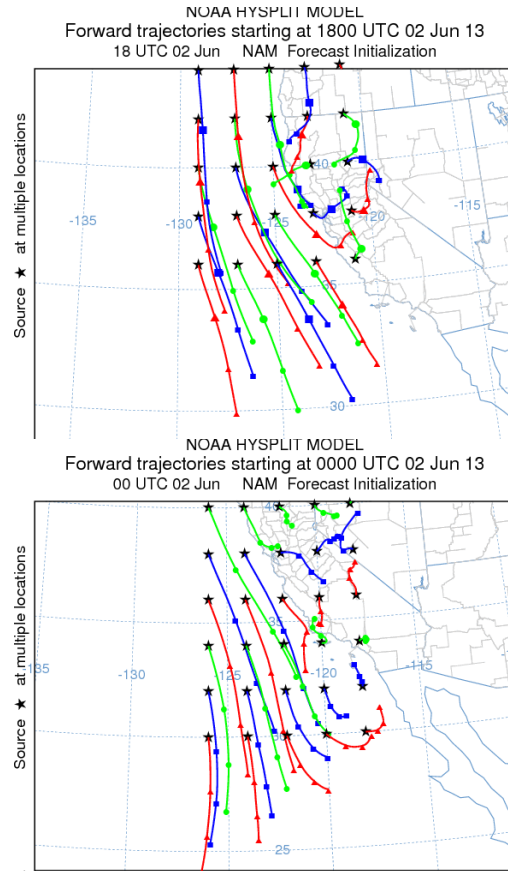 NOAA HYSPLIT MODEL
Forward trajectories starting at 1800 UTC 02 Jun 13
18 UTC 02 Jun NAM Forecast Initialization
Source ★ at multiple locations
40
-115
-120
-125
-130
-135
35
30
NOAA HYSPLIT MODEL
Forward trajectories starting at 0000 UTC 02 Jun 13
00 UTC 02 Jun NAM Forecast Initialization
Source ★ at multiple locations
40
35
-135
-130
-125
-120
-115
30
25